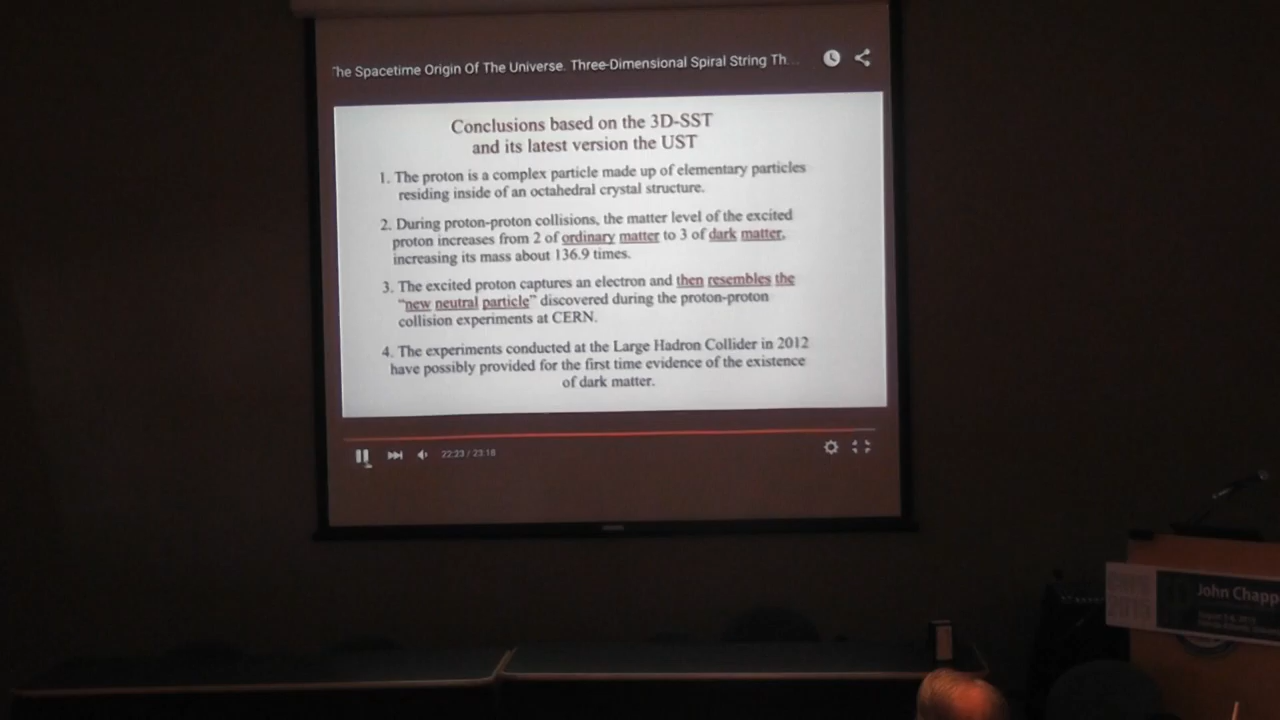 The Spacetime Origin Of The Universe. Three-Dimensional Spiral String Th...
Conclusions based on the 3D-SST
and its latest version the UST
1. The proton is a complex particle made up of elementary particles
residing inside of an octahedral crystal structure.
2. During proton-proton collisions, the matter level of the excited
proton increases from 2 of ordinary matter to 3 of dark matter,
increasing its mass about 136.9 times.
3. The excited proton captures an electron and then resembles the
"new neutral particle" discovered during the proton-proton
collision experiments at CERN.
4. The experiments conducted at the Large Hadron Collider in 2012
have possibly provided for the first time evidence of the existence
of dark matter.
22:23 / 23:18
John Chapp